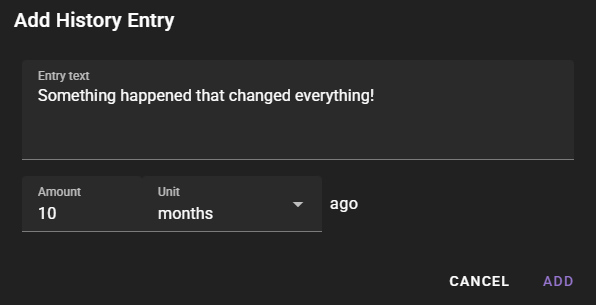 Add History Entry
Entry text
Something happened that changed everything!
Amount
Unit
10
months
ago
CANCEL
ADD